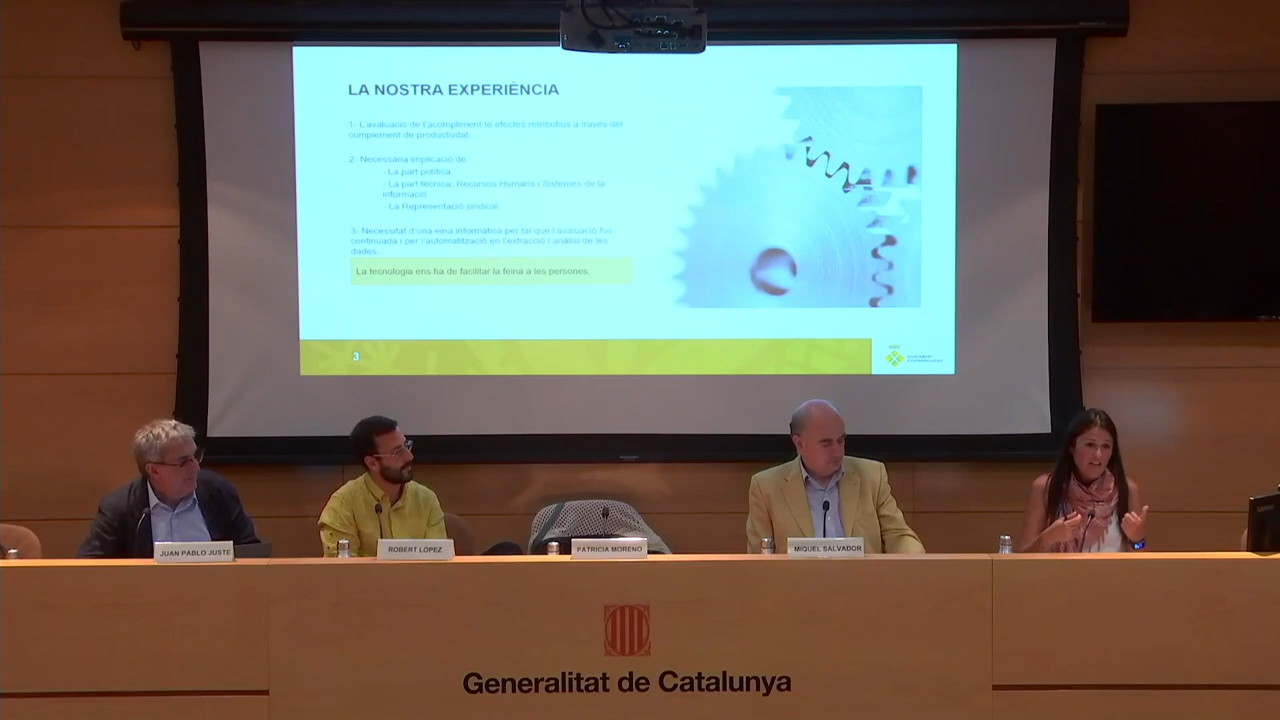 LA NOSTRA EXPERIÈNCIA
1- L'avaluació de l'acompliment té efectes retributius a través del
complement de productivitat.
2- Necessària implicació de
- La part política.
- La part tècnica: Recursos Humans i Sistemes de la
informació
- La Representació sindical.
3- Necessitat d'una eina informàtica per tal que l'avaluació fos
continuada i per l'automatització en l'extracció i anàlisi de les
dades.
La tecnologia ens ha de facilitar la feina a les persones.
3
JUAN PABLO JUSTE
ROBERT LÓPEZ
PATRICIA MORENO
MIQUEL SALVADOR
Generalitat de Catalunya